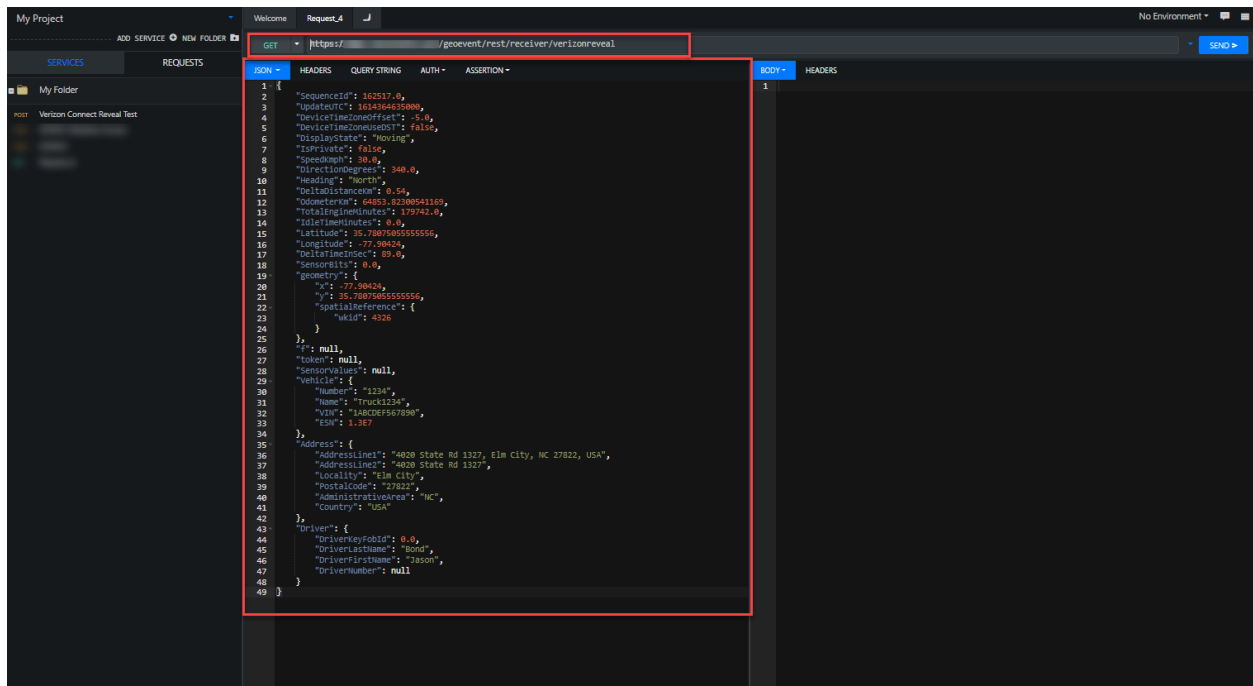 My Project
Welcome Request_4
No Environment
ADD SERVICE NEW FOLDER
GET https:/ /geoevent/rest/receiver/verizonreveal
SEND
SERVICES REQUESTS
JSON HEADERS QUERY STRING AUTH ASSERTION
BODY HEADERS
My Folder
POST Verizon Connect Reveal Test
1 {
2 "SequenceId": 162517.0,
3 "UpdateUTC": 1614364635000,
4 "DeviceTimeZoneOffset": -5.0,
5 "DeviceTimeZoneUseDST": false,
6 "DisplayState": "Moving",
7 "IsPrivate": false,
8 "SpeedKmph": 30.0,
9 "DirectionDegrees": 340.0,
10 "Heading": "North",
11 "DeltaDistanceKm": 0.54,
12 "OdometerKm": 64853.82300541169,
13 "TotalEngineMinutes": 179742.0,
14 "IdleTimeMinutes": 0.0,
15 "Latitude": 35.78075055555556,
16 "Longitude": -77.90424,
17 "DeltaTimeInSec": 89.0,
18 "SensorBits": 0.0,
19 "geometry": {
20 "x": -77.90424,
21 "y": 35.78075055555556,
22 "spatialReference": {
23 "wkid": 4326
24 }
25 },
26 "f": null,
27 "token": null,
28 "SensorValues": null,
29 "Vehicle": {
30 "Number": "1234",
31 "Name": "Truck1234",
32 "VIN": "1ABCDEF567890",
33 "ESN": 1.3E7
34 },
35 "Address": {
36 "AddressLine1": "4020 State Rd 1327, Elm City, NC 27822, USA",
37 "AddressLine2": "4020 State Rd 1327",
38 "Locality": "Elm City",
39 "PostalCode": "27822",
40 "AdministrativeArea": "NC",
41 "Country": "USA"
42 },
43 "Driver": {
44 "DriverKeyFobId": 0.0,
45 "DriverLastName": "Bond",
46 "DriverFirstName": "Jason",
47 "DriverNumber": null
48 }
49 }
1